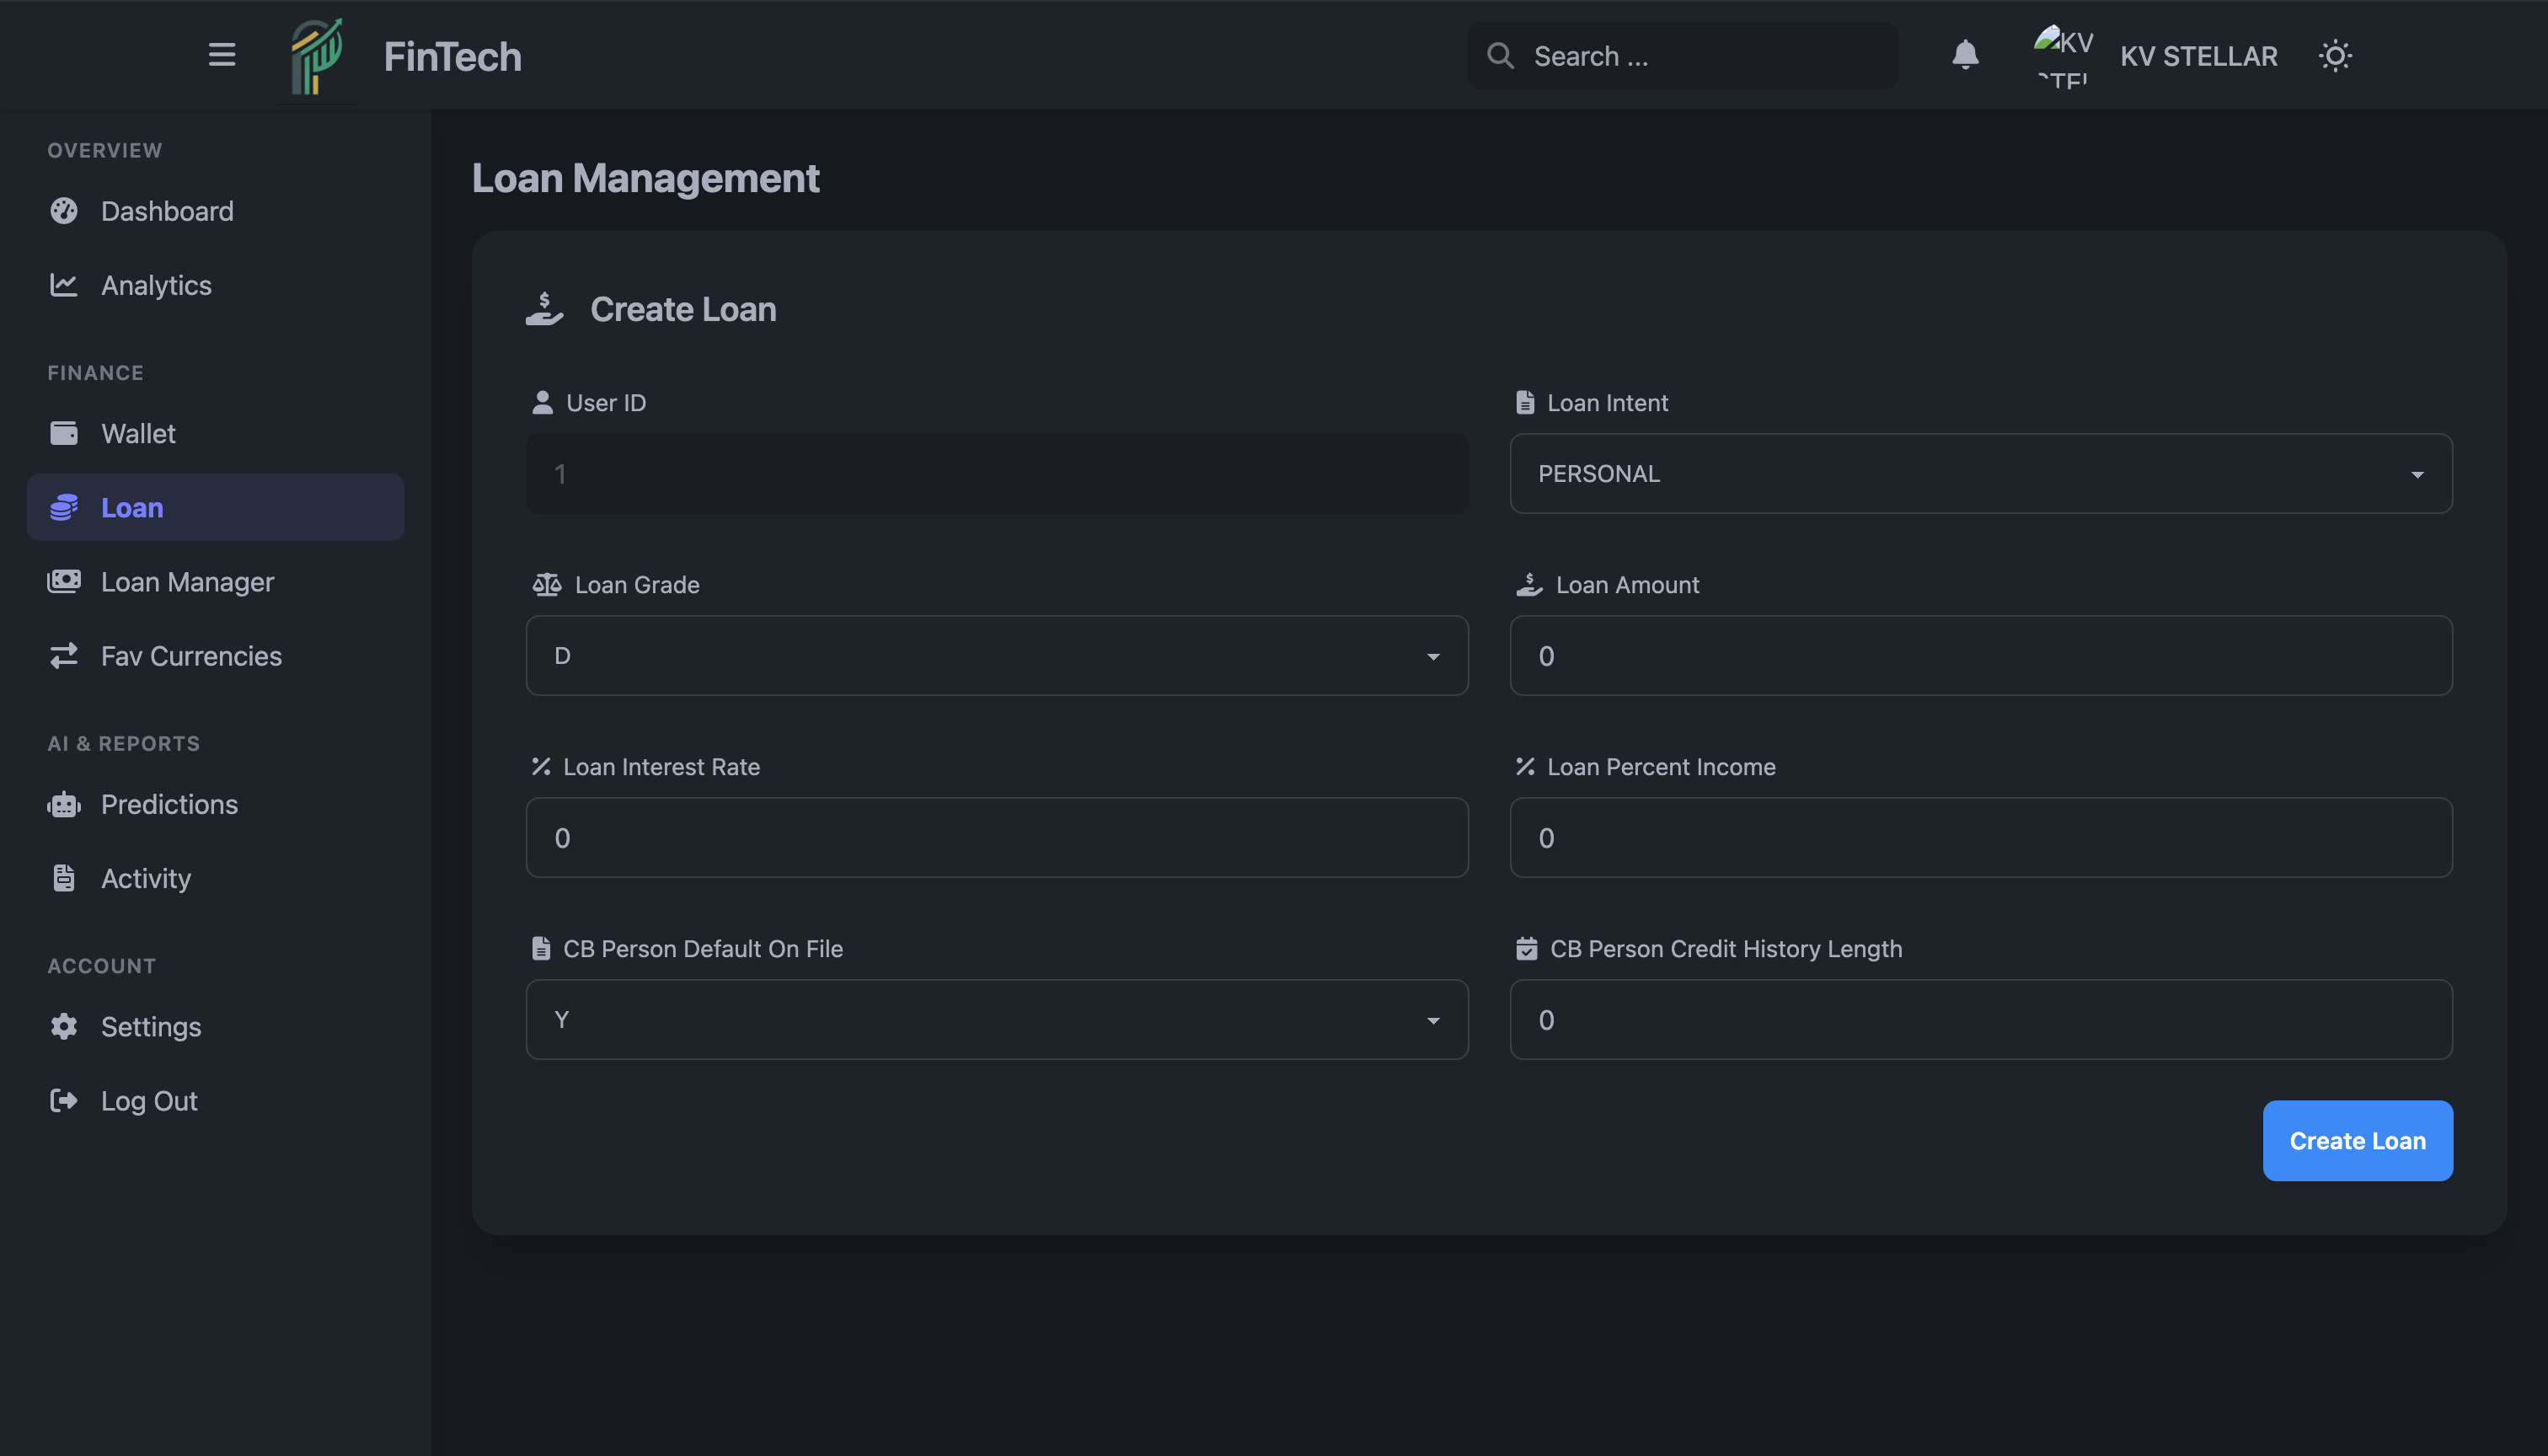 FinTech
Search ...
KV
KV STELLAR
OVERVIEW
Dashboard
Analytics
FINANCE
Wallet
Loan
Loan Manager
Fav Currencies
AI & REPORTS
Predictions
Activity
ACCOUNT
Settings
Log Out
Loan Management
Create Loan
User ID
1
Loan Intent
PERSONAL
Loan Grade
D
Loan Amount
0
Loan Interest Rate
0
Loan Percent Income
0
CB Person Default On File
Y
CB Person Credit History Length
0
Create Loan